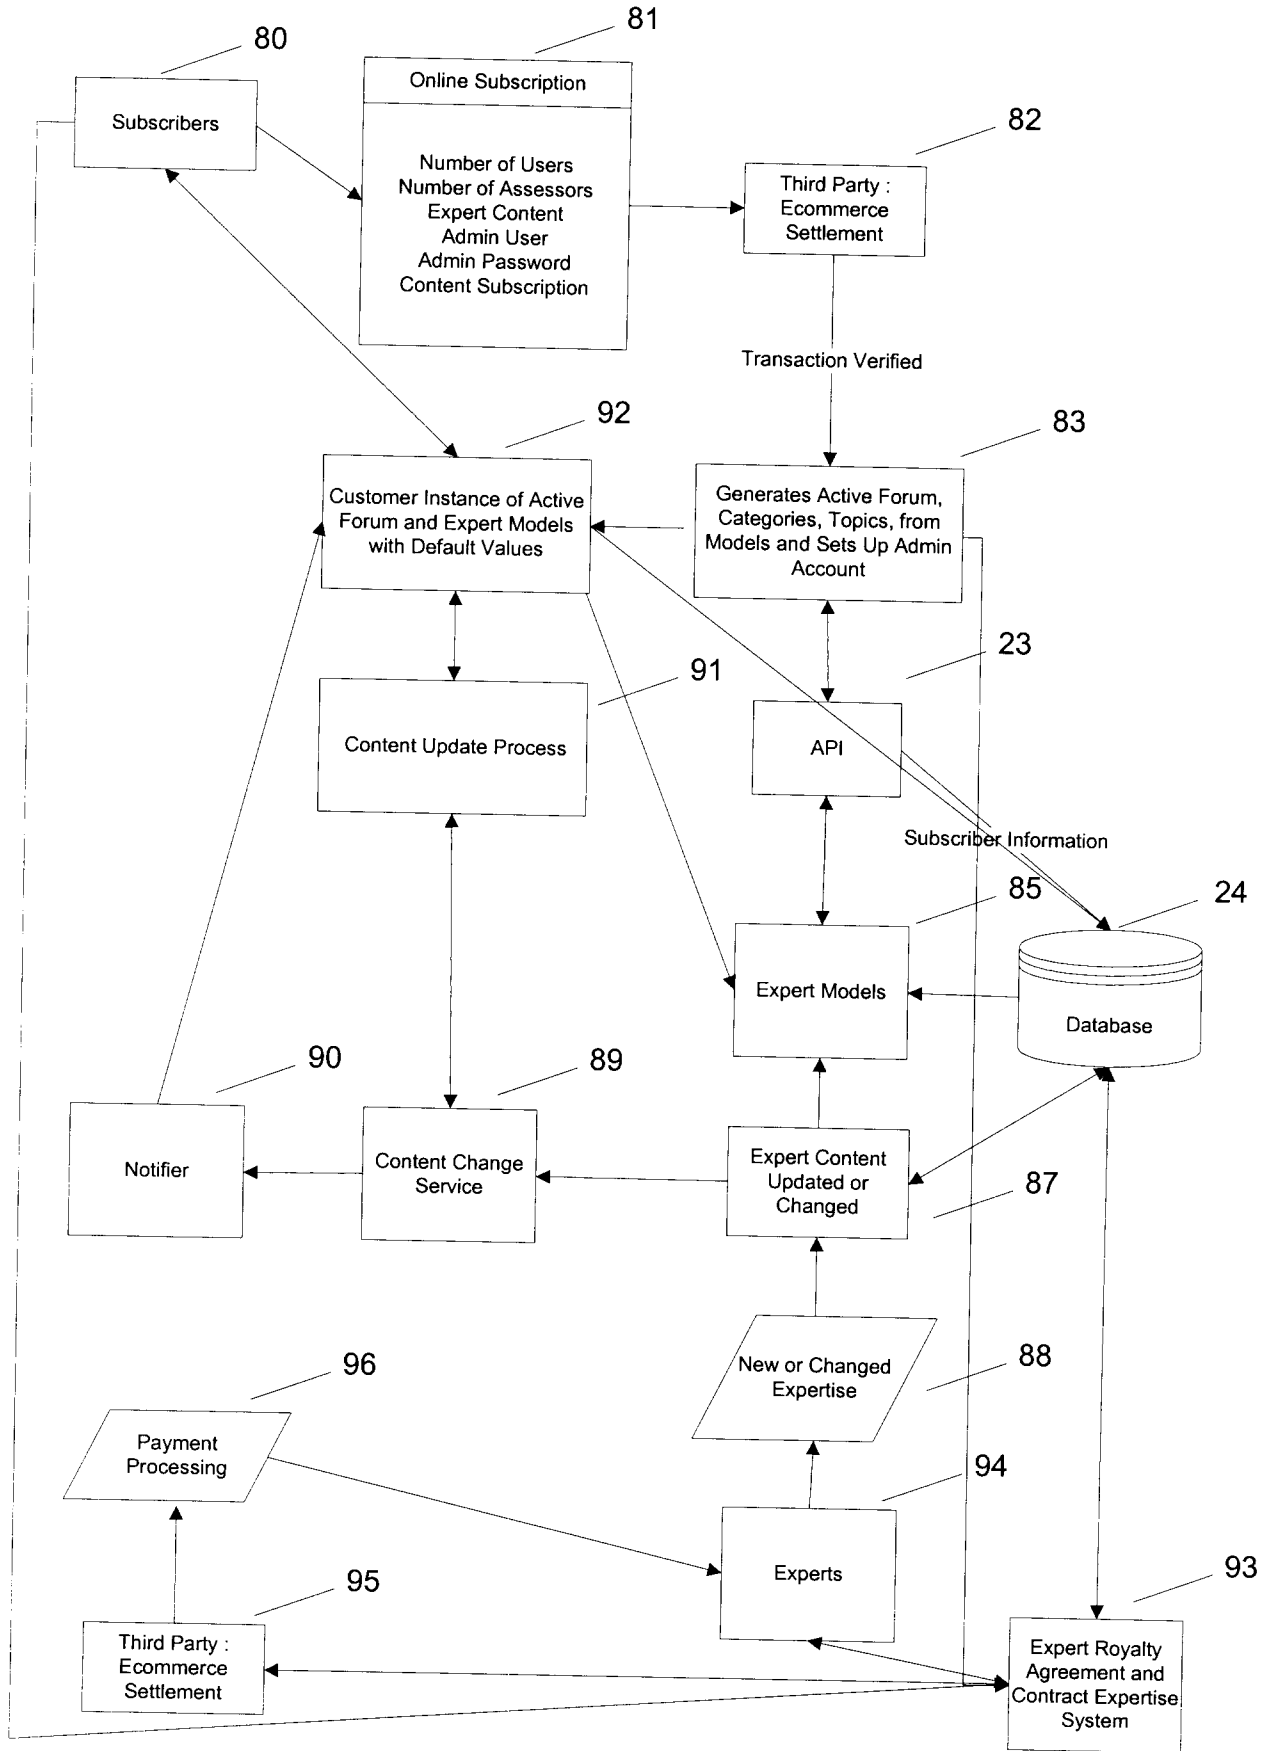 81
80
Online Subscription
Subscribers
82
Number of Users
Number of Assessors
Expert Content
Admin User
Admin Password
Content Subscription
Third Party :
Ecommerce
Settlement
Transaction Verified
92
83
Customer Instance of Active
Forum and Expert Models
with Default Values
Generates Active Forum,
Categories, Topics, from
Models and Sets Up Admin
Account
23
91
Content Update Process
API
Subscriber Information
85
24
Expert Models
Database
90
89
Notifier
Content Change
Service
Expert Content
Updated or
Changed
87
88
New or Changed
Expertise
96
Payment
Processing
94
Experts
93
95
Third Party :
Ecommerce
Settlement
Expert Royalty
Agreement and
Contract Expertise
System